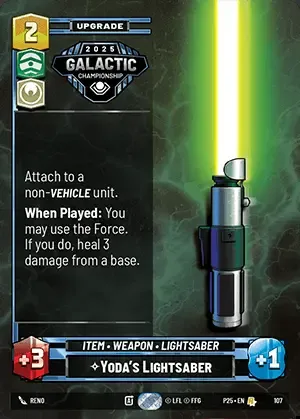 2
UPGRADE
2025
GALACTIC
CHAMPIONSHIP
Attach to a
non-VEHICLE unit.
When Played: You
may use the Force.
If you do, heal 3
damage from a base.
ITEM • WEAPON • LIGHTSABER
+3
✧YODA'S LIGHTSABER
+1
RENO
© LFL © FFG
P25 • EN
107